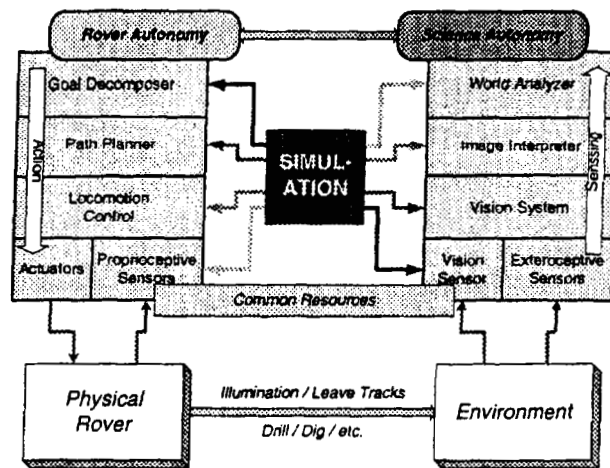 Rover Autonomy
Science Autonomy
Goal Decomposer
World Analyzer
Action
Path Planner
SIMUL-
ATION
Image Interpreter
Sensing
Locomotion
Control
Vision System
Actuators
Proprioceptive
Sensors
Vision
Sensor
Exteroceptive
Sensors
Common Resources
Physical
Rover
Illumination / Leave Tracks
Drill / Dig / etc.
Environment